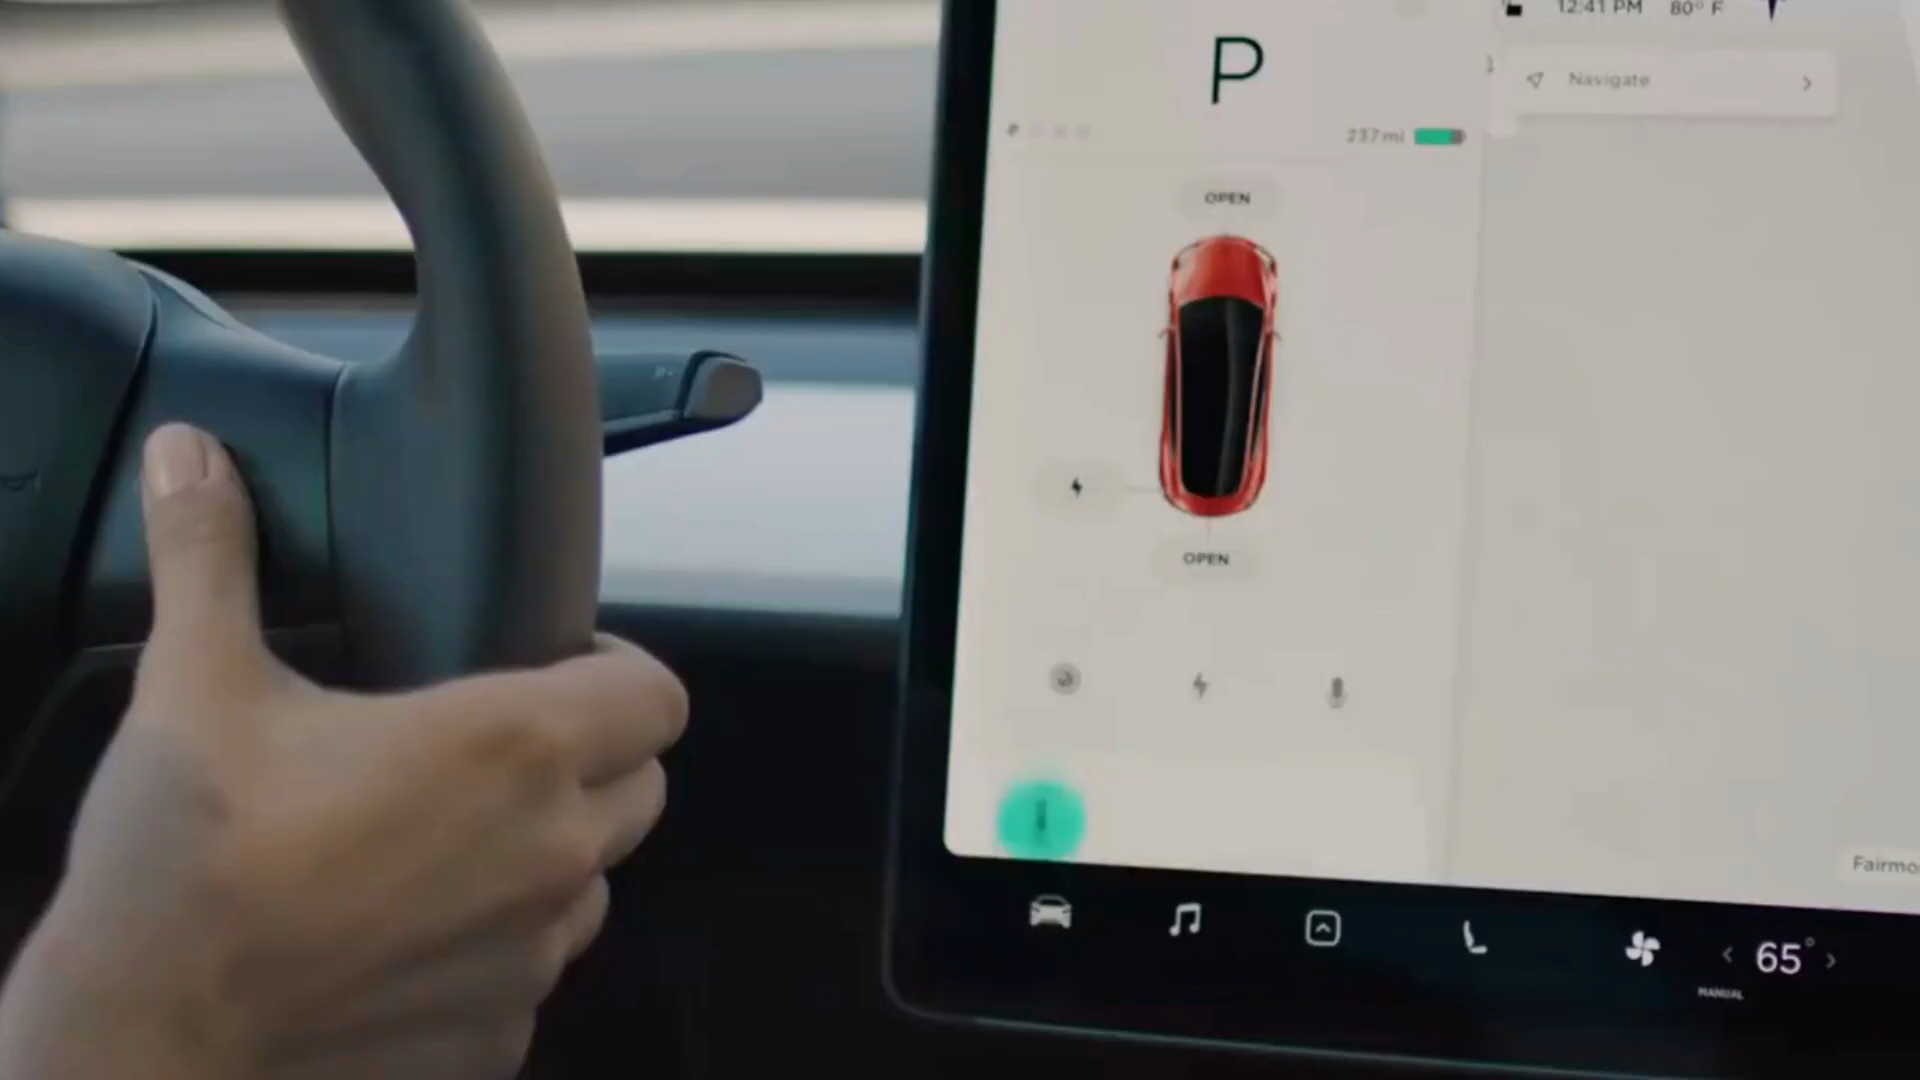 12:41 PM 80° F
P
Navigate
237 mi
OPEN
OPEN
Fairmo
65°
MANUAL